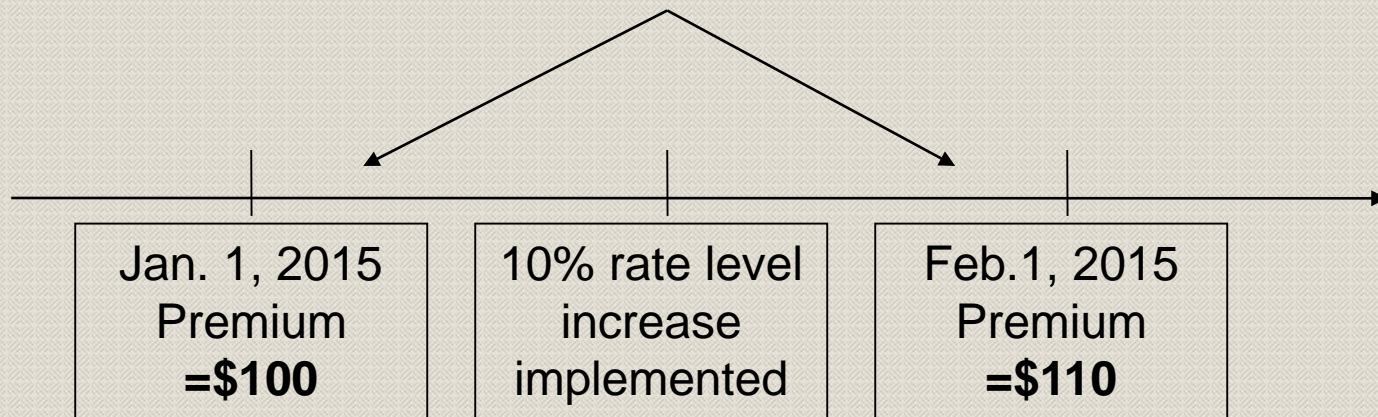 Jan. 1, 2015
Premium
=$100
10% rate level
increase
implemented
Feb.1, 2015
Premium
=$110